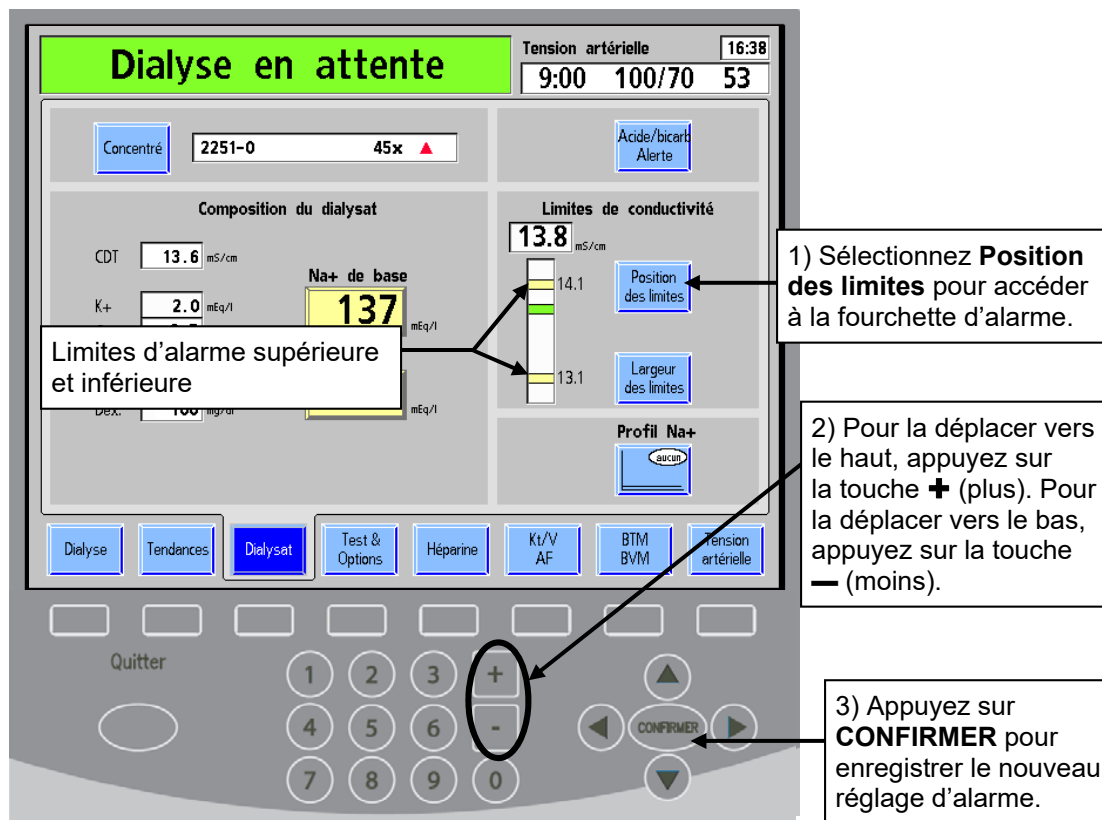 Dialyse en attente
Tension artérielle
16:38
9:00 100/70 53
Concentré
2251-0 45x
Acide/bicarb
Alerte
Composition du dialysat
CDT 13.6 mS/cm
K+ 2.0 mEq/l
Na+ de base
137 mEq/l
mEq/l
Limites de conductivité
13.8 mS/cm
14.1
13.1
Position
des limites
Largeur
des limites
Profil Na+
aucun
Limites d'alarme supérieure
et inférieure
1) Sélectionnez Position
des limites pour accéder
à la fourchette d'alarme.
2) Pour la déplacer vers
le haut, appuyez sur
la touche + (plus). Pour
la déplacer vers le bas,
appuyez sur la touche
— (moins).
Dialyse
Tendances
Dialysat
Test &
Options
Héparine
Kt/V
AF
BTM
BVM
Tension
artérielle
Quitter
1 2 3 +
4 5 6 -
7 8 9 0
CONFIRMER
3) Appuyez sur
CONFIRMER pour
enregistrer le nouveau
réglage d'alarme.